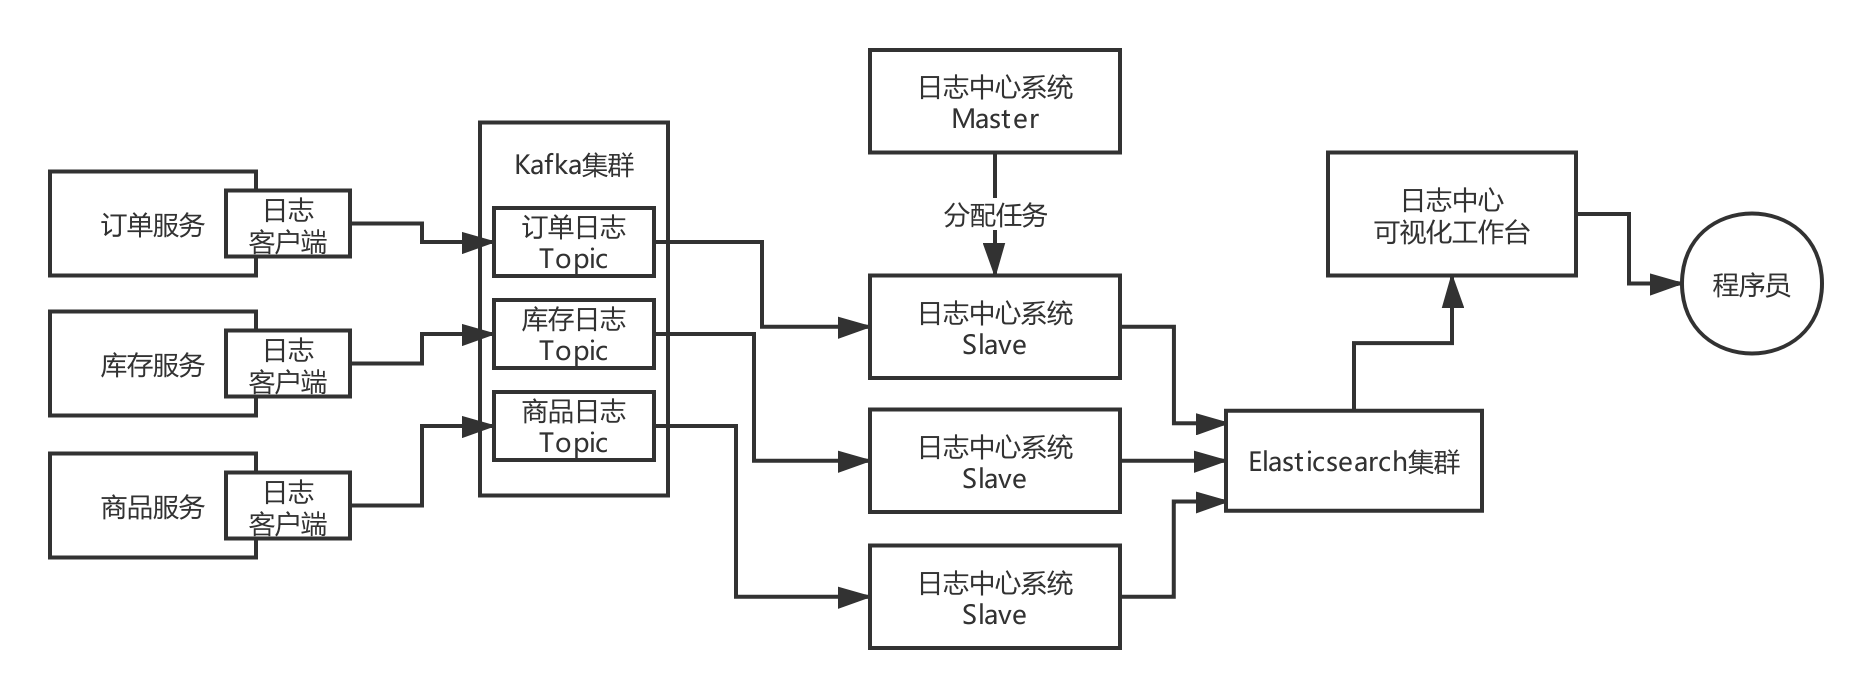 订单服务
日志
客户端
库存服务
日志
客户端
商品服务
日志
客户端
Kafka集群
订单日志
Topic
库存日志
Topic
商品日志
Topic
日志中心系统
Master
分配任务
日志中心系统
Slave
日志中心系统
Slave
日志中心系统
Slave
Elasticsearch集群
日志中心
可视化工作台
程序员